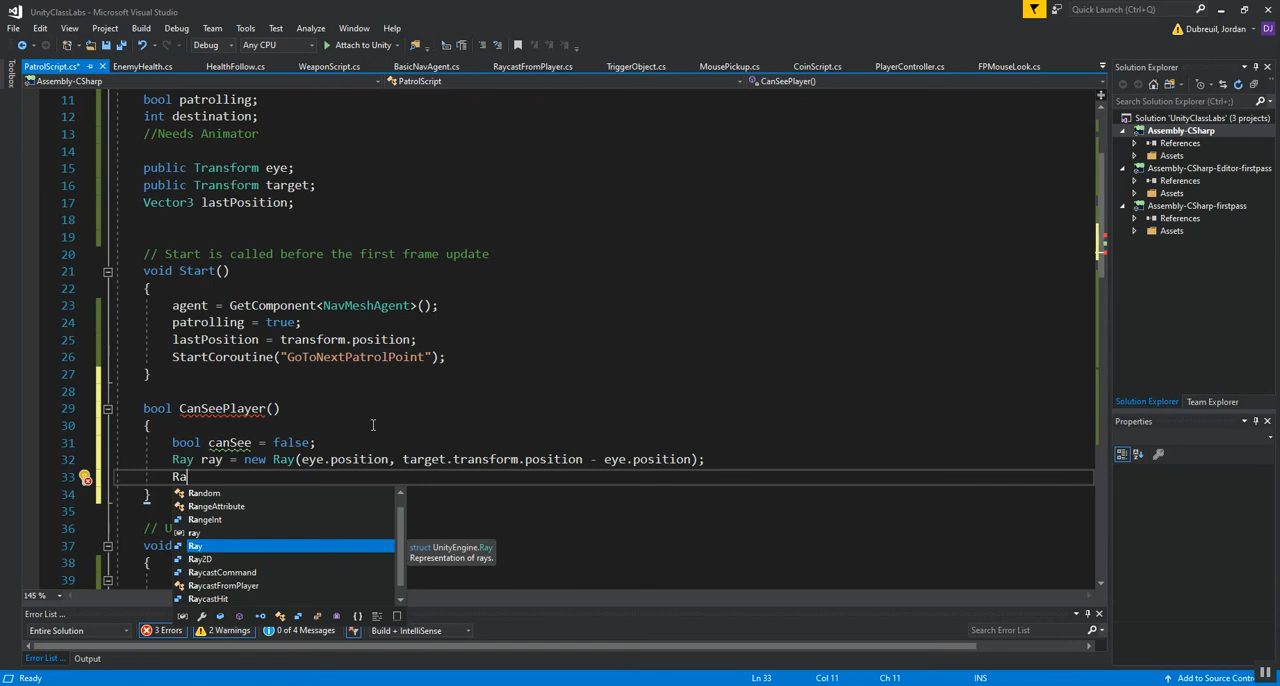 UnityClassLabs - Microsoft Visual Studio
Quick Launch (Ctrl+;)
File Edit View Project Build Debug Team Tools Test Analyze Window Help
Dubreuil, Jordan DJ
Debug Any CPU Attach to Unity
Toolbox
PatrolScript.cs* EnemyHealth.cs HealthFollow.cs WeaponScript.cs BasicNavAgent.cs RaycastFromPlayer.cs TriggerObject.cs MousePickup.cs CoinScript.cs PlayerController.cs FPMouseLook.cs
Assembly-CSharp PatrolScript CanSeePlayer()
11 bool patrolling;
12 int destination;
13 //Needs Animator
14
15 public Transform eye;
16 public Transform target;
17 Vector3 lastPosition;
18
19
20 // Start is called before the first frame update
21 void Start()
22 {
23 agent = GetComponent<NavMeshAgent>();
24 patrolling = true;
25 lastPosition = transform.position;
26 StartCoroutine("GoToNextPatrolPoint");
27 }
28
29 bool CanSeePlayer()
30 {
31 bool canSee = false;
32 Ray ray = new Ray(eye.position, target.transform.position - eye.position);
33 Ra
34 }
35
36 // U
37 void
38 {
39
Random
RangeAttribute
RangeInt
ray
Ray
Ray2D
RaycastCommand
RaycastFromPlayer
RaycastHit
struct UnityEngine.Ray
Representation of rays.
145 %
Error List ...
Entire Solution 3 Errors 2 Warnings 0 of 4 Messages Build + IntelliSense Search Error List
Error List ... Output
Ready Ln 33 Col 11 Ch 11 INS Add to Source Contr
Solution Explorer
Search Solution Explorer (Ctrl+;)
Solution 'UnityClassLabs' (3 projects)
Assembly-CSharp
References
Assets
Assembly-CSharp-Editor-firstpass
References
Assets
Assembly-CSharp-firstpass
References
Assets
Solution Explorer Team Explorer
Properties